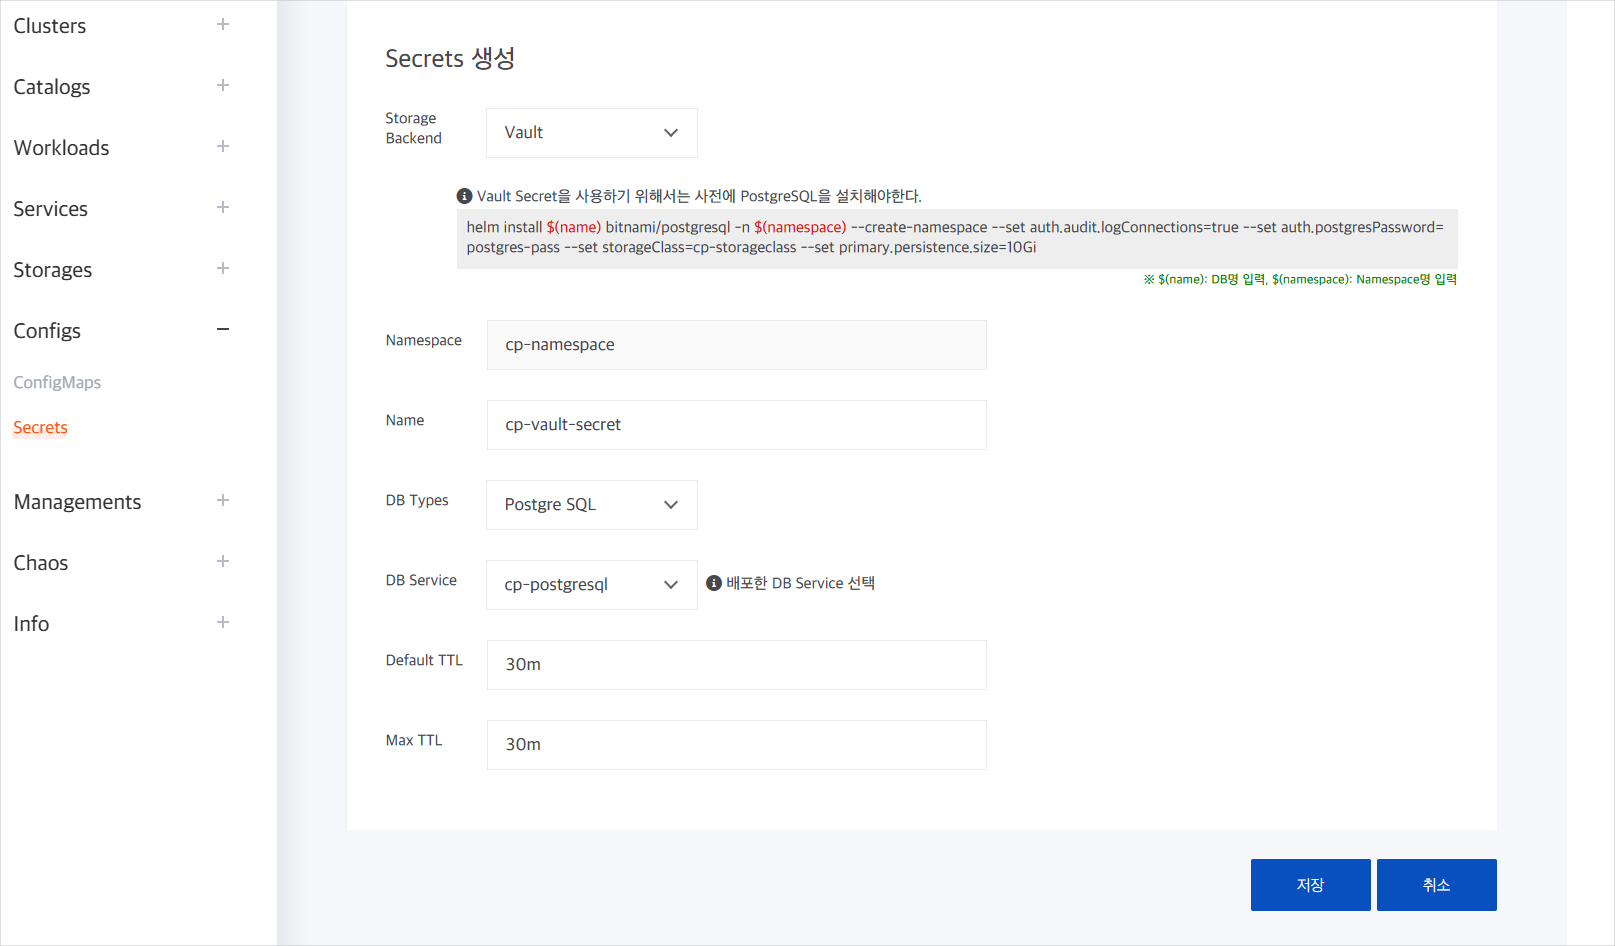 Clusters
Catalogs
Workloads
Services
Storages
Configs
ConfigMaps
Secrets
Managements
Chaos
Info
Secrets 생성
Storage
Backend
Vault
Vault Secret을 사용하기 위해서는 사전에 PostgreSQL을 설치해야한다.
helm install $(name) bitnami/postgresql -n $(namespace) --create-namespace --set auth.audit.logConnections=true --set auth.postgresPassword=
postgres-pass --set storageClass=cp-storageclass --set primary.persistence.size=10Gi
※ $(name): DB명 입력, $(namespace): Namespace명 입력
Namespace
cp-namespace
Name
cp-vault-secret
DB Types
Postgre SQL
DB Service
cp-postgresql
배포한 DB Service 선택
Default TTL
30m
Max TTL
30m
저장
취소